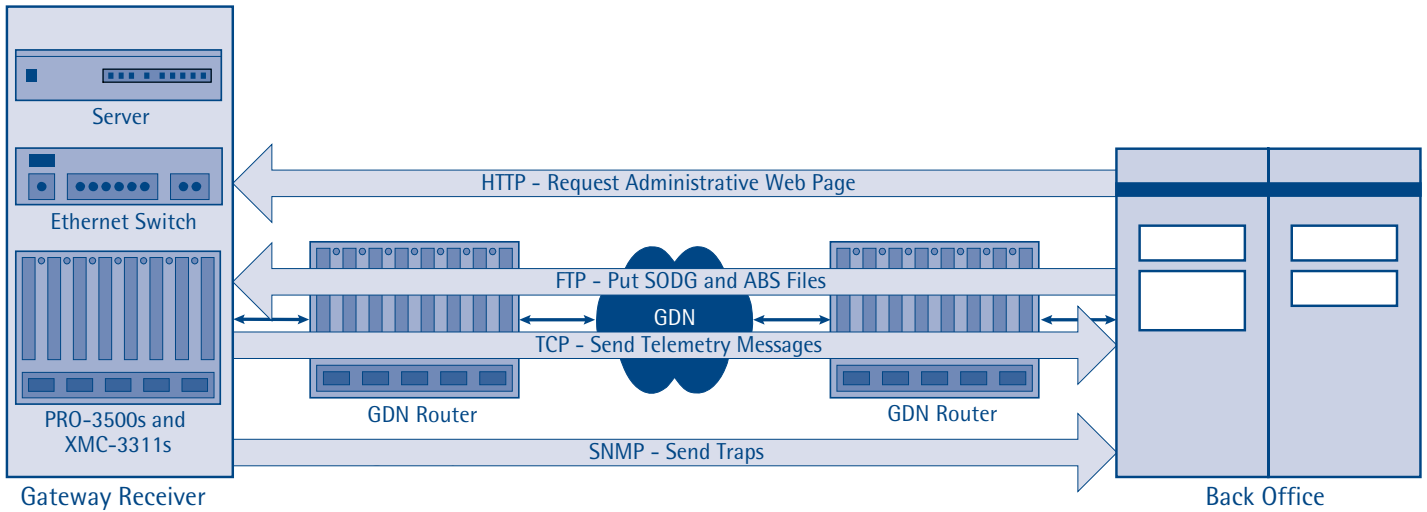 Server
Ethernet Switch
PRO-3500s and
XMC-3311s
Gateway Receiver
HTTP - Request Administrative Web Page
FTP - Put SODG and ABS Files
GDN
TCP - Send Telemetry Messages
GDN Router
GDN Router
SNMP - Send Traps
Back Office